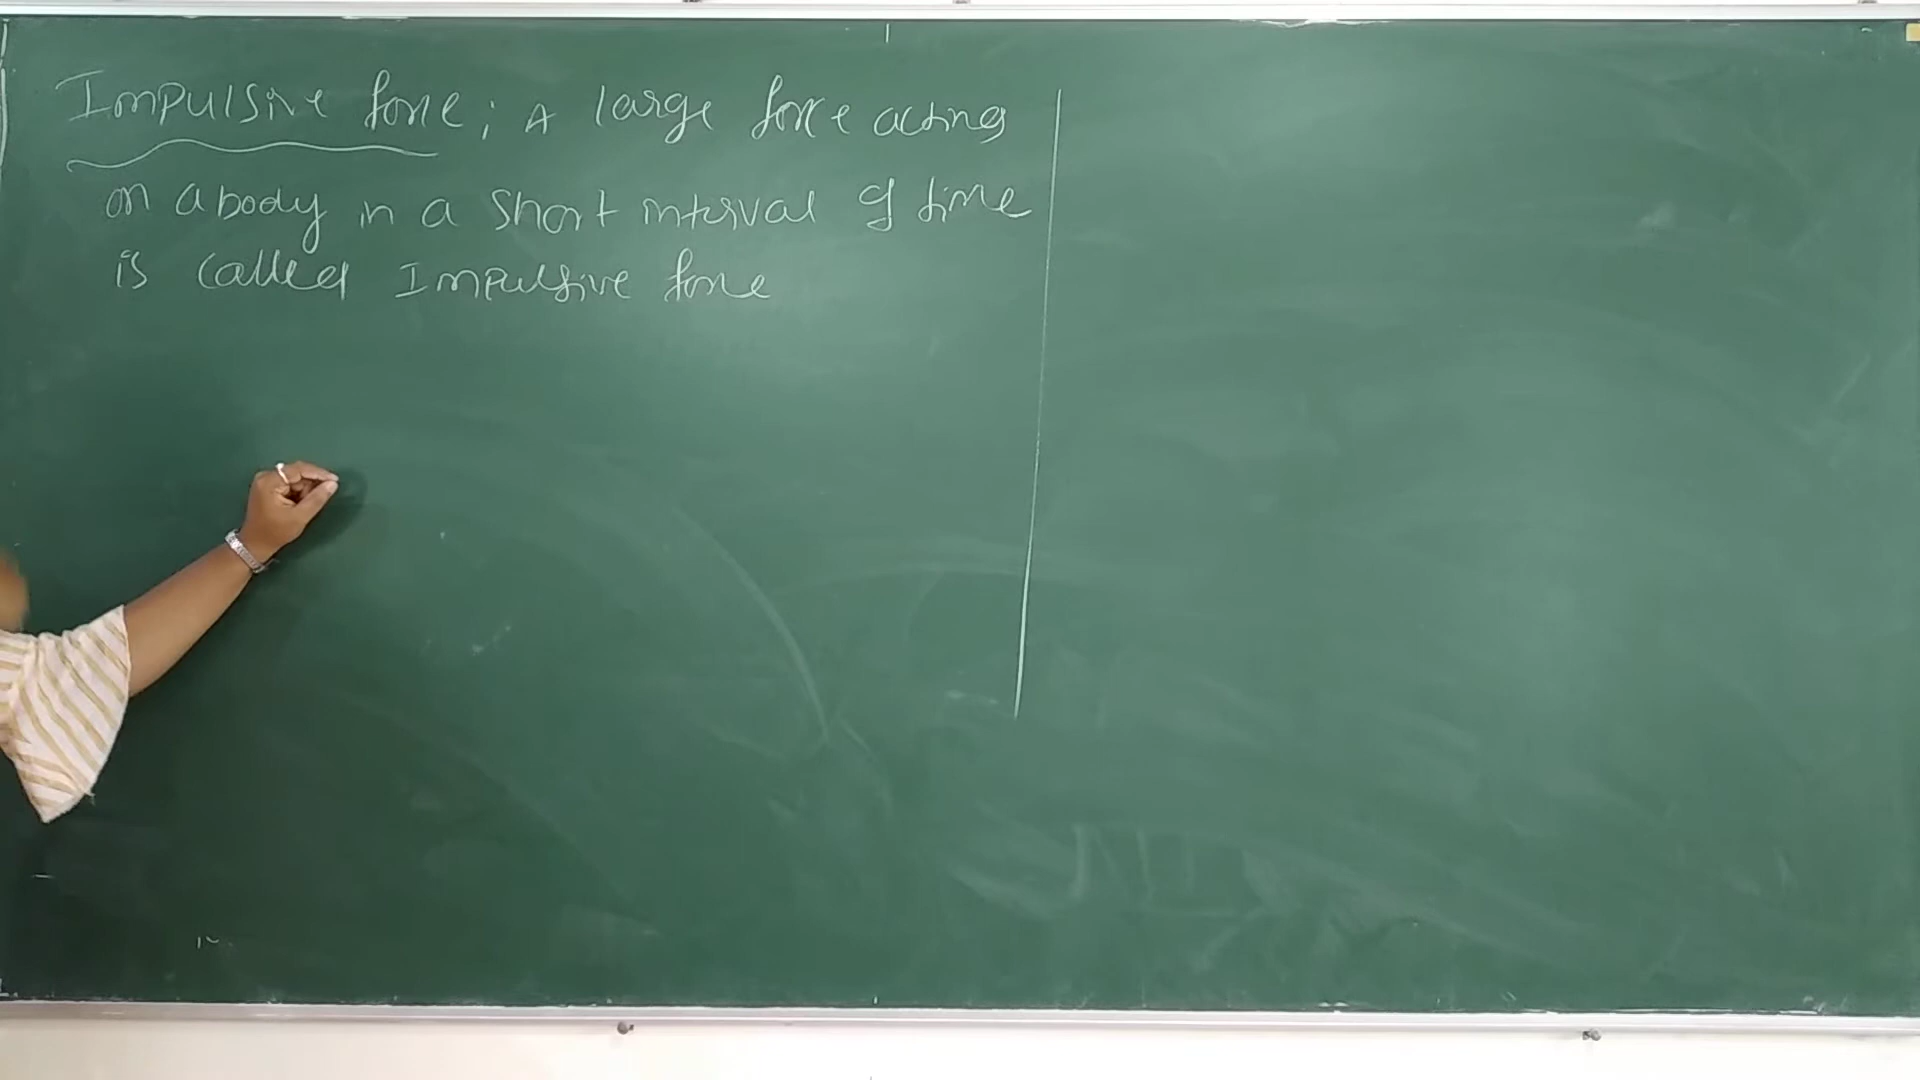 Impulsive force; A large force acting
on a body in a short interval of time
is called Impulsive force